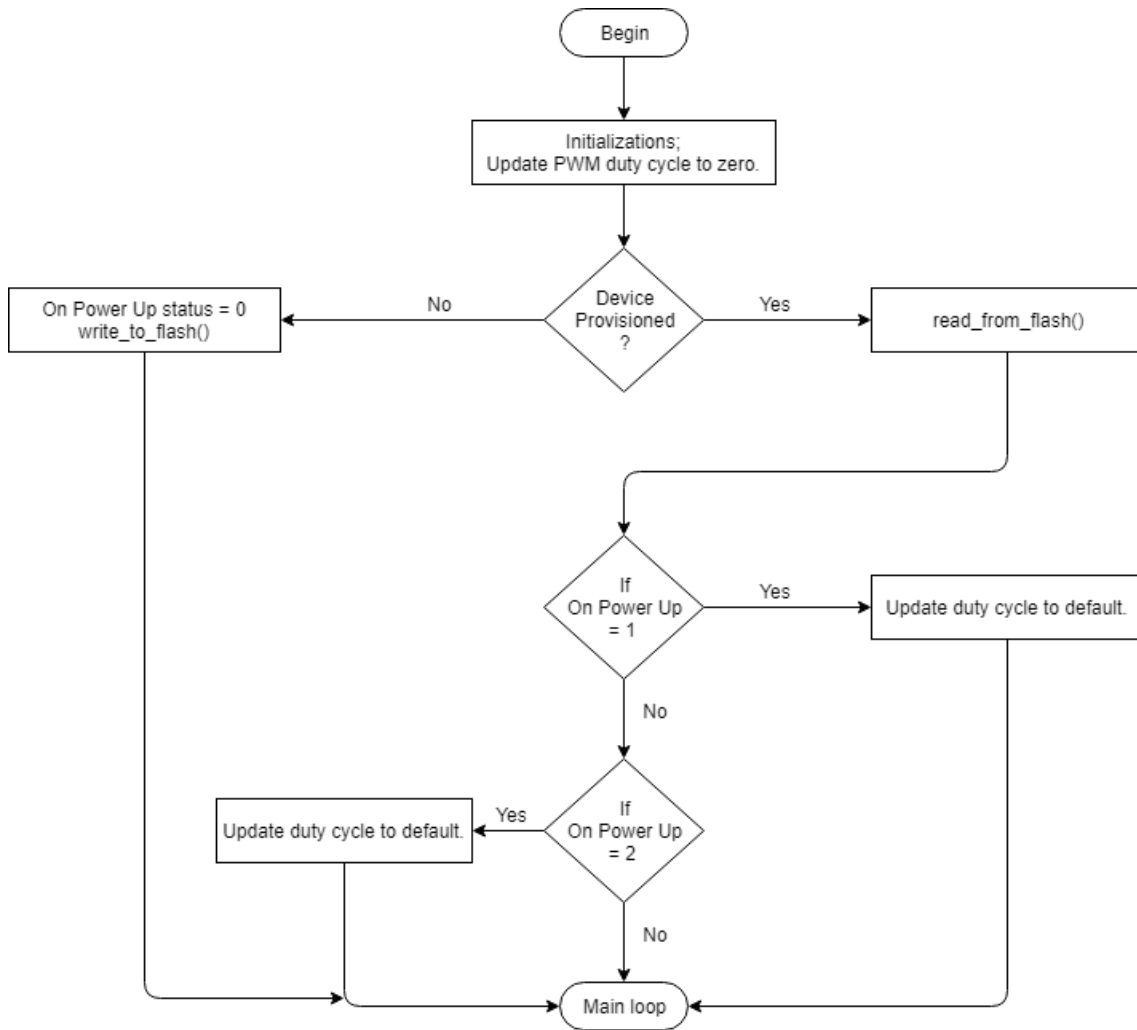 Begin
Initializations;
Update PWM duty cycle to zero.
On Power Up status = 0
write_to_flash()
No
Device
Provisioned
?
Yes
read_from_flash()
If
On Power Up
= 1
Yes
Update duty cycle to default.
No
Update duty cycle to default.
Yes
If
On Power Up
= 2
No
Main loop